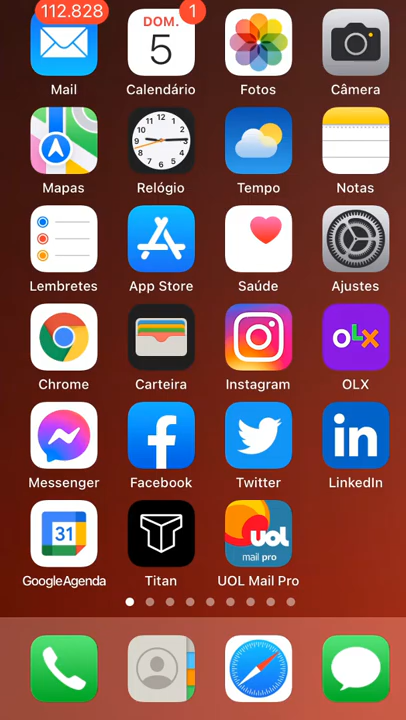 112.828
1
DOM.
5
Mail Calendário Fotos Câmera
Mapas Relógio Tempo Notas
Lembretes App Store Saúde Ajustes
OLX
Chrome Carteira Instagram OLX
f in
Messenger Facebook Twitter LinkedIn
31 uol
mail pro
GoogleAgenda Titan UOL Mail Pro